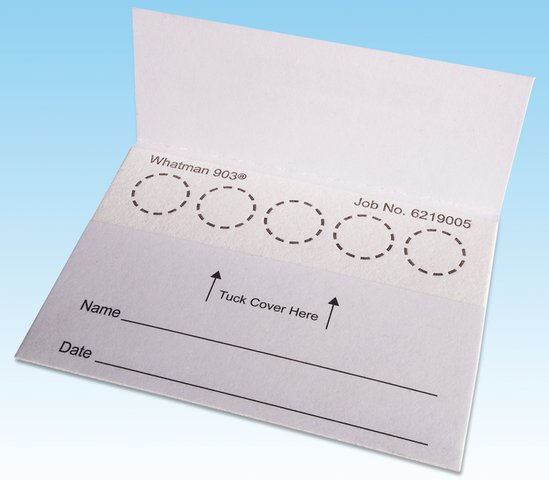 Whatman 903®
Job No. 6219005
Tuck Cover Here
Name
Date